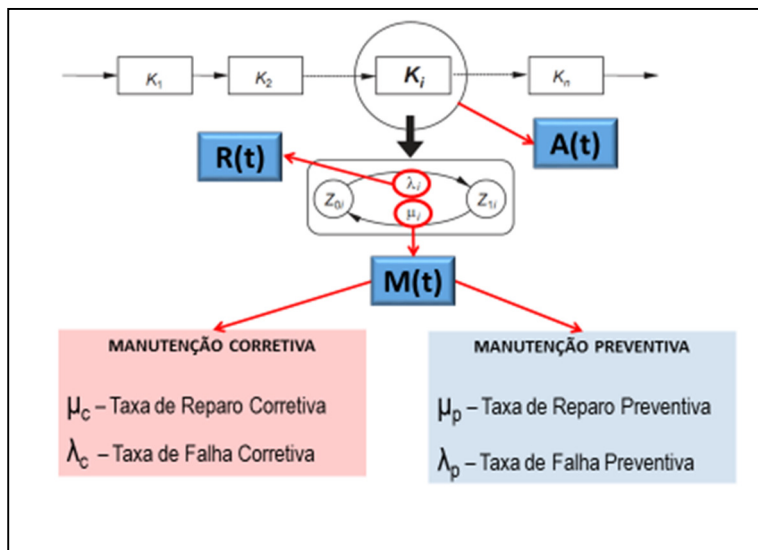 K₁ K₂ Kᵢ Kₙ
R(t) A(t)
λᵢ
Z₀ᵢ Z₁ᵢ
μᵢ
M(t)
MANUTENÇÃO CORRETIVA
μc – Taxa de Reparo Corretiva
λc – Taxa de Falha Corretiva
MANUTENÇÃO PREVENTIVA
μp – Taxa de Reparo Preventiva
λp – Taxa de Falha Preventiva